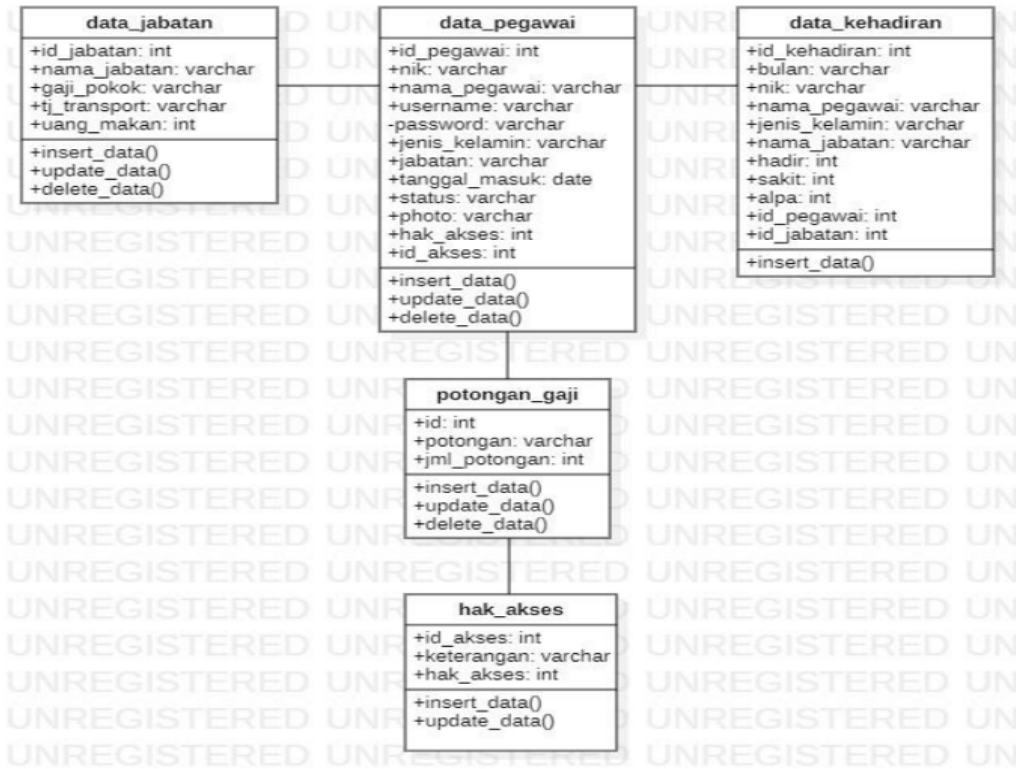 data_jabatan
+id_jabatan: int
+nama_jabatan: varchar
+gaji_pokok: varchar
+tj_transport: varchar
+uang_makan: int
+insert_data()
+update_data()
+delete_data()
data_pegawai
+id_pegawai: int
+nik: varchar
+nama_pegawai: varchar
+username: varchar
-password: varchar
+jenis_kelamin: varchar
+jabatan: varchar
+tanggal_masuk: date
+status: varchar
+photo: varchar
+hak_akses: int
+id_akses: int
+insert_data()
+update_data()
+delete_data()
data_kehadiran
+id_kehadiran: int
+bulan: varchar
+nik: varchar
+nama_pegawai: varchar
+jenis_kelamin: varchar
+nama_jabatan: varchar
+hadir: int
+sakit: int
+alpa: int
+id_pegawai: int
+id_jabatan: int
+insert_data()
potongan_gaji
+id: int
+potongan: varchar
+jml_potongan: int
+insert_data()
+update_data()
+delete_data()
hak_akses
+id_akses: int
+keterangan: varchar
+hak_akses: int
+insert_data()
+update_data()
UNREGISTERED UNREGISTERED UNREGISTERED UN